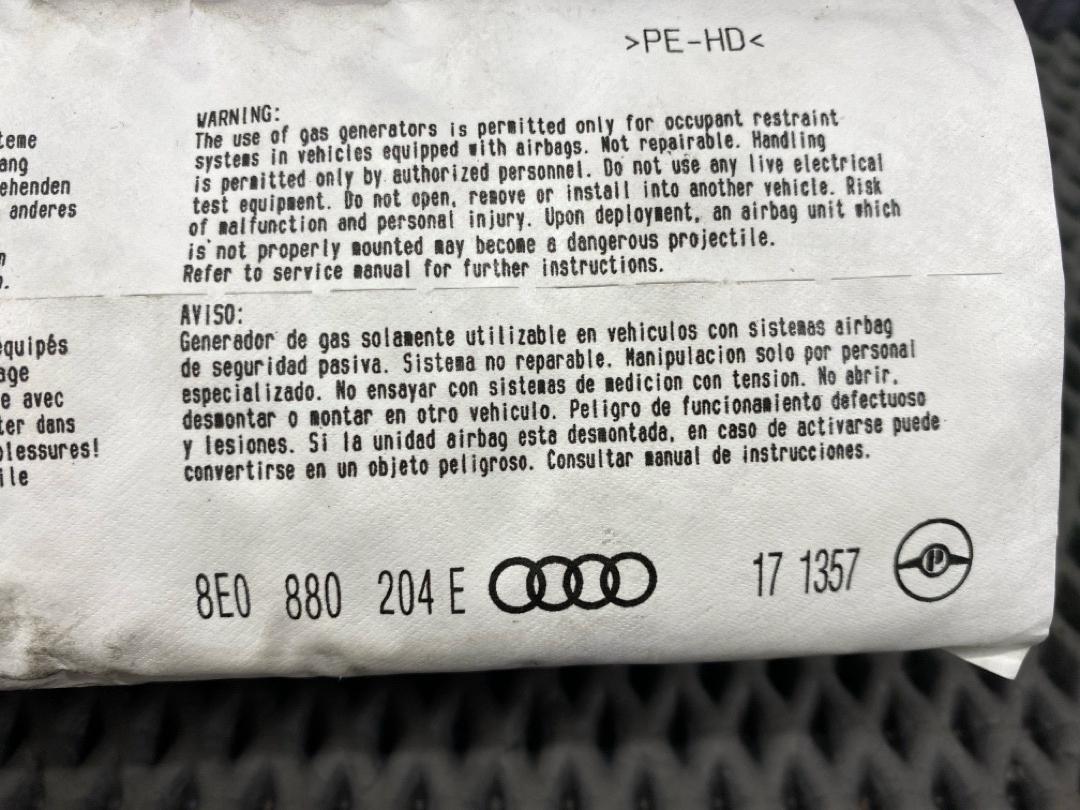 >PE-HD<
WARNING:
The use of gas generators is permitted only for occupant restraint
systems in vehicles equipped with airbags. Not repairable. Handling
is permitted only by authorized personnel. Do not use any live electrical
test equipment. Do not open, remove or install into another vehicle. Risk
of malfunction and personal injury. Upon deployment, an airbag unit which
is not properly mounted may become a dangerous projectile.
Refer to service manual for further instructions.
teme
ang
ehenden
anderes
n
.
AVISO:
Generador de gas solamente utilizable en vehiculos con sistemas airbag
de seguridad pasiva. Sistema no reparable. Manipulacion solo por personal
especializado. No ensayar con sistemas de medicion con tension. No abrir,
desmontar o montar en otro vehiculo. Peligro de funcionamiento defectuoso
y lesiones. Si la unidad airbag esta desmontada, en caso de activarse puede
convertirse en un objeto peligroso. Consultar manual de instrucciones.
équipés
age
e avec
ter dans
blessures!
ile
8E0 880 204 E 17 1357 P